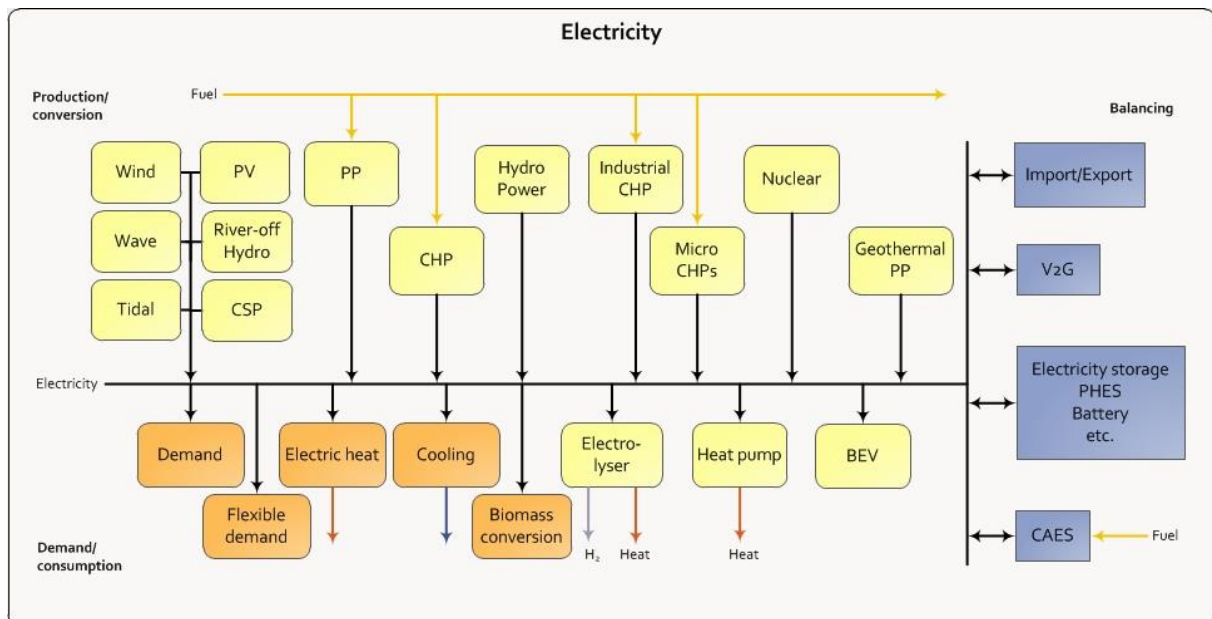 Electricity
Production/
conversion
Fuel
Balancing
Wind
PV
PP
Hydro
Power
Industrial
CHP
Nuclear
Import/Export
Wave
River-off
Hydro
CHP
Micro
CHPs
Geothermal
PP
V2G
Tidal
CSP
Electricity
Electricity storage
PHES
Battery
etc.
Demand
Electric heat
Cooling
Electro-
lyser
Heat pump
BEV
Flexible
demand
Biomass
conversion
H₂
Heat
Heat
CAES
Fuel
Demand/
consumption